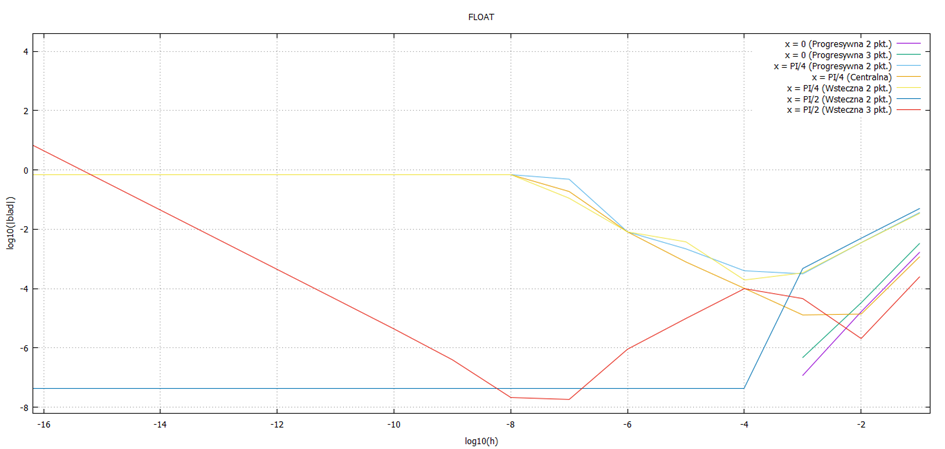 FLOAT
x = 0 (Progresywna 2 pkt.)
x = 0 (Progresywna 3 pkt.)
x = PI/4 (Progresywna 2 pkt.)
x = PI/4 (Centralna)
x = PI/4 (Wsteczna 2 pkt.)
x = PI/2 (Wsteczna 2 pkt.)
x = PI/2 (Wsteczna 3 pkt.)
4
2
0
-2
-4
-6
-8
log10(|blad|)
-16 -14 -12 -10 -8 -6 -4 -2
log10(h)